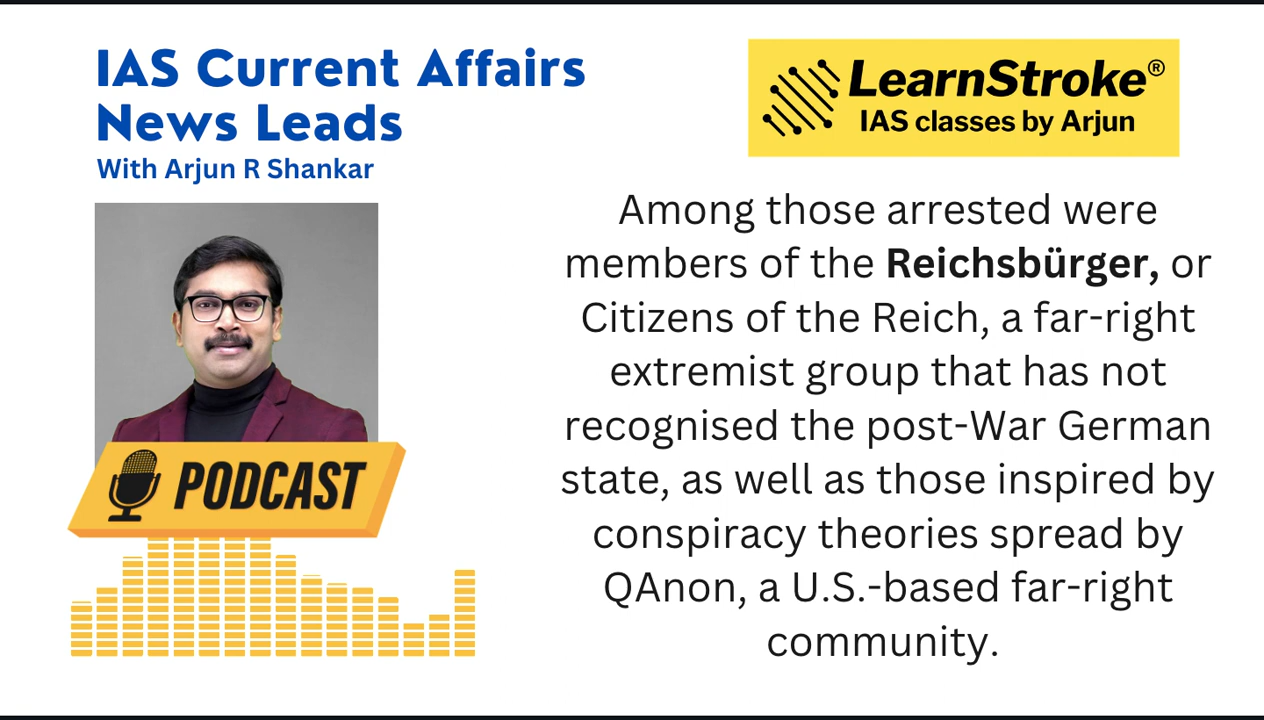 IAS Current Affairs
News Leads
With Arjun R Shankar
LearnStroke®
IAS classes by Arjun
PODCAST
Among those arrested were
members of the Reichsbürger, or
Citizens of the Reich, a far-right
extremist group that has not
recognised the post-War German
state, as well as those inspired by
conspiracy theories spread by
QAnon, a U.S.-based far-right
community.